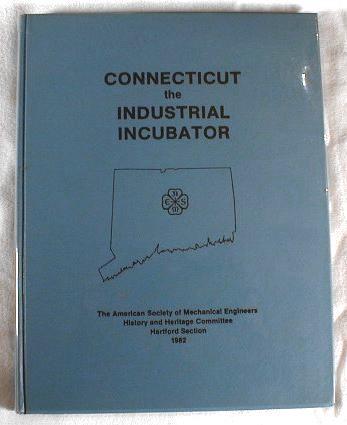 CONNECTICUT
the
INDUSTRIAL
INCUBATOR
M
E S
The American Society of Mechanical Engineers
History and Heritage Committee
Hartford Section
1982